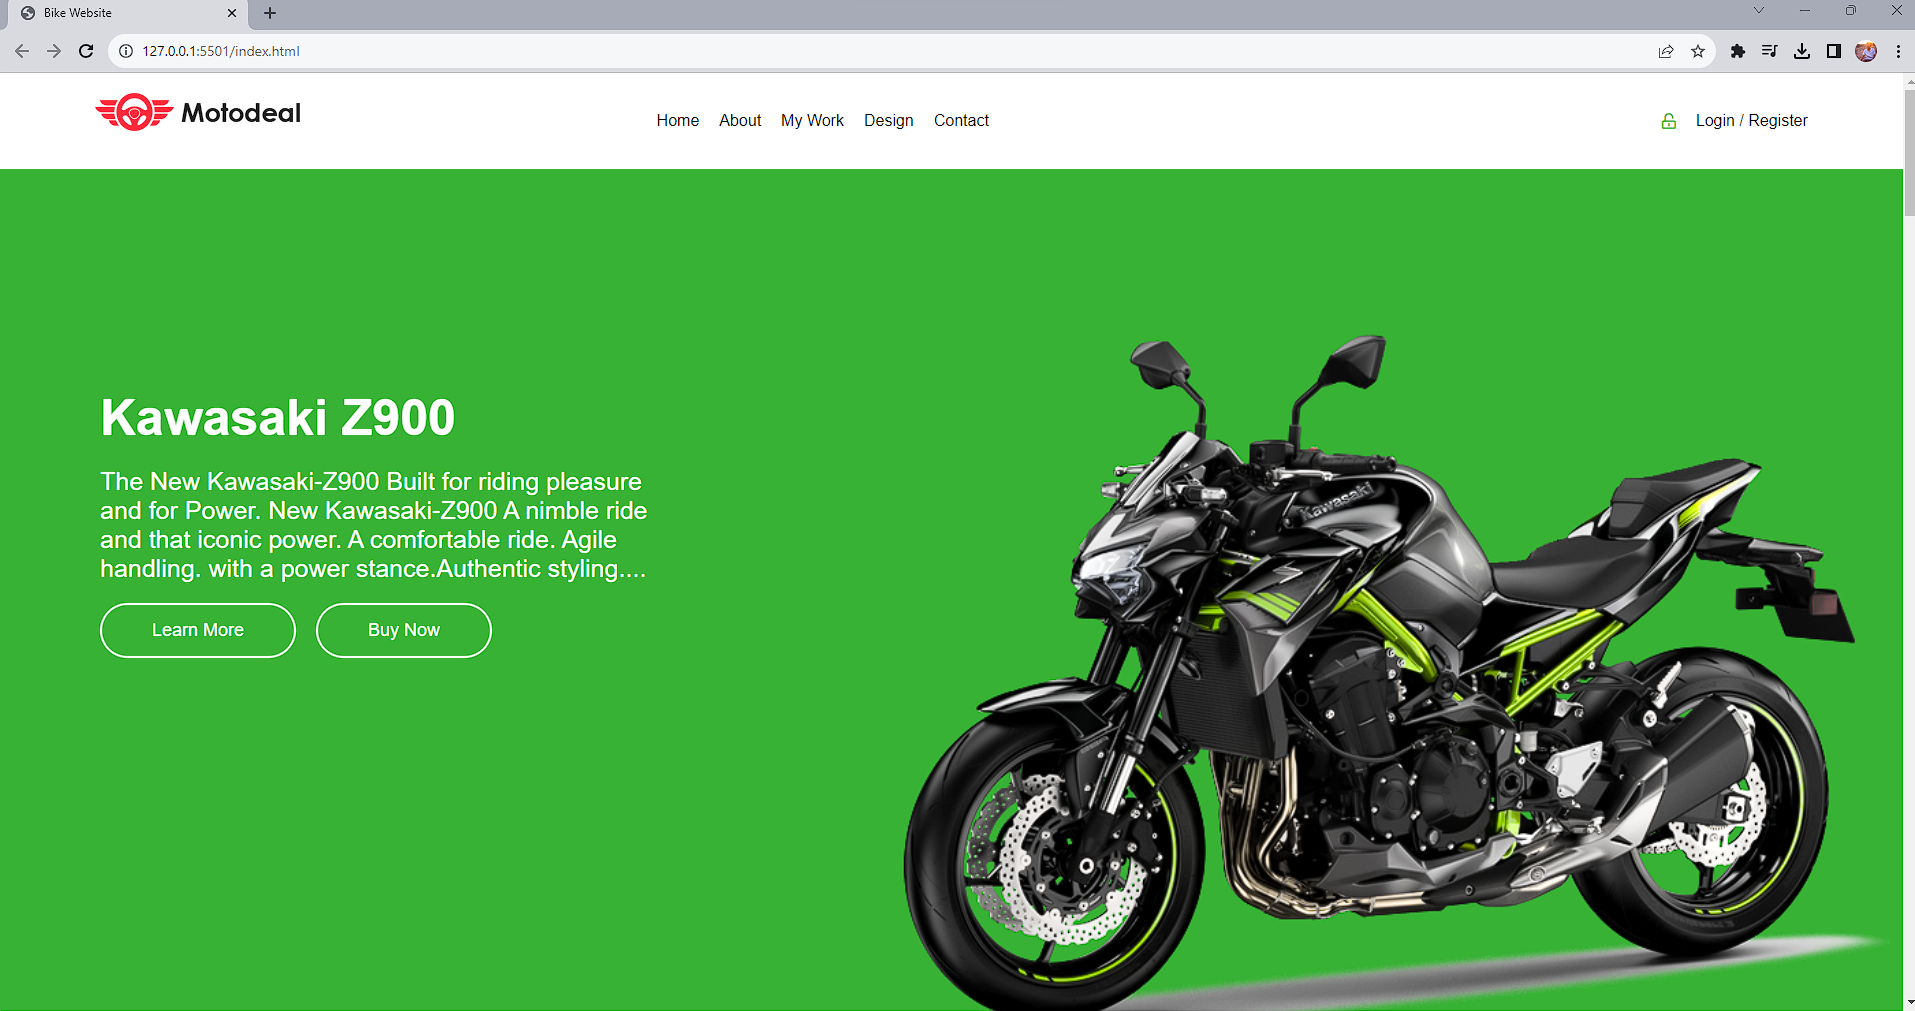 Bike Website
127.0.0.1:5501/index.html
Motodeal
Home About My Work Design Contact
Login / Register
Kawasaki Z900
The New Kawasaki-Z900 Built for riding pleasure
and for Power. New Kawasaki-Z900 A nimble ride
and that iconic power. A comfortable ride. Agile
handling. with a power stance.Authentic styling....
Learn More
Buy Now
Kawasaki